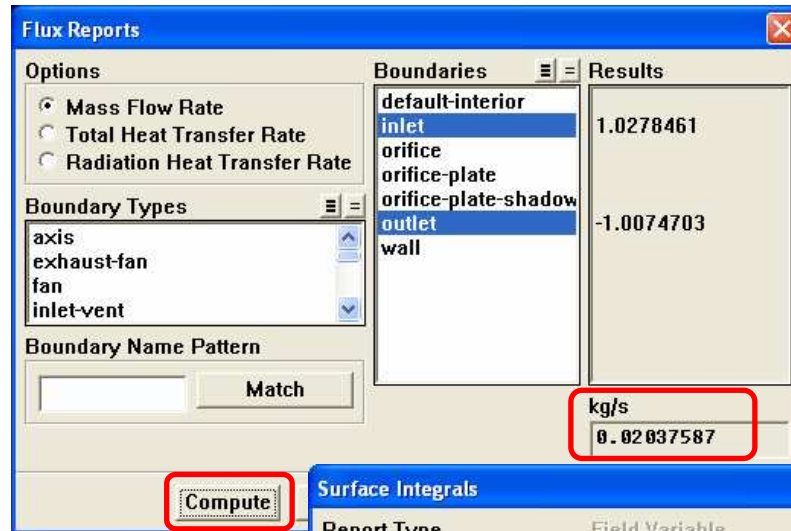 Flux Reports
Options
Mass Flow Rate
Total Heat Transfer Rate
Radiation Heat Transfer Rate
Boundary Types
axis
exhaust-fan
fan
inlet-vent
Boundary Name Pattern
Match
Boundaries
default-interior
inlet
orifice
orifice-plate
orifice-plate-shadow
outlet
wall
Results
1.0278461
-1.0074703
kg/s
0.02037587
Compute
Surface Integrals
Report Type
Field Variable